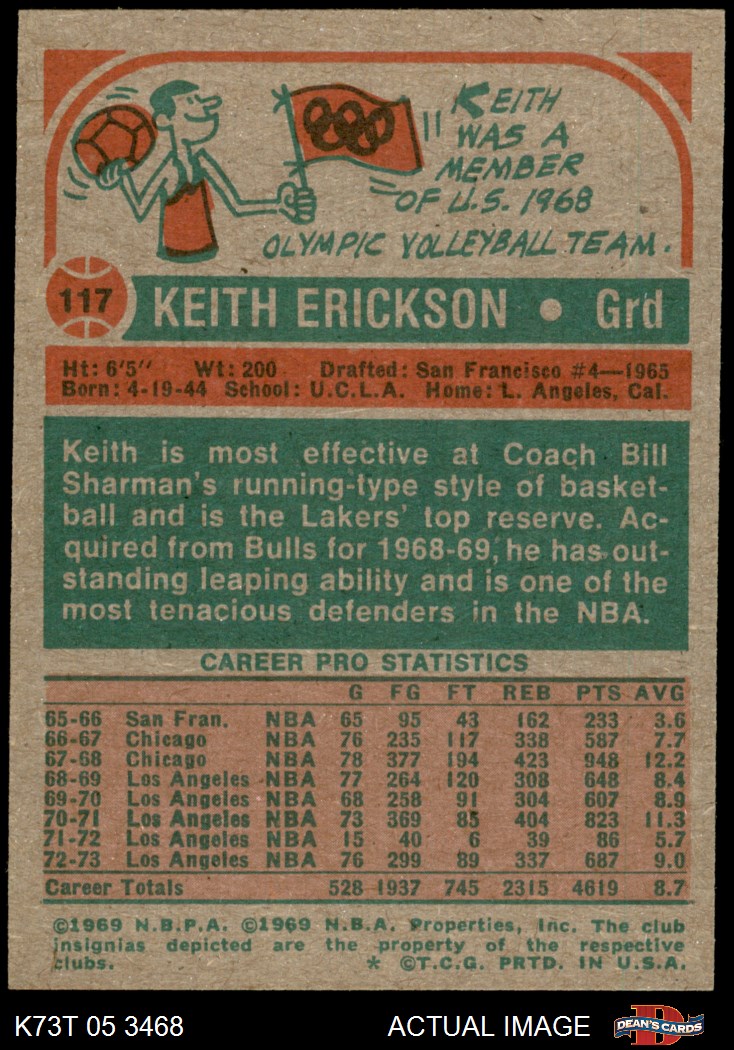 KEITH
WAS A
MEMBER
OF U.S. 1968
OLYMPIC VOLLEYBALL TEAM.
117 KEITH ERICKSON • Grd
Ht: 6'5" Wt: 200 Drafted: San Francisco #4—1965
Born: 4-19-44 School: U.C.L.A. Home: L. Angeles, Cal.
Keith is most effective at Coach Bill
Sharman's running-type style of basket-
ball and is the Lakers' top reserve. Ac-
quired from Bulls for 1968-69, he has out-
standing leaping ability and is one of the
most tenacious defenders in the NBA.
CAREER PRO STATISTICS
G FG FT REB PTS AVG
65-66 San Fran. NBA 65 95 43 162 233 3.6
66-67 Chicago NBA 76 235 117 338 587 7.7
67-68 Chicago NBA 78 377 194 423 948 12.2
68-69 Los Angeles NBA 77 264 120 308 648 8.4
69-70 Los Angeles NBA 68 258 91 304 607 8.9
70-71 Los Angeles NBA 73 369 85 404 823 11.3
71-72 Los Angeles NBA 15 40 6 39 86 5.7
72-73 Los Angeles NBA 76 299 89 337 687 9.0
Career Totals 528 1937 745 2315 4619 8.7
©1969 N.B.P.A. ©1969 N.B.A. Properties, Inc. The club
insignias depicted are the property of the respective
clubs. * ©T.C.G. PRTD. IN U.S.A.
K73T 05 3468 ACTUAL IMAGE DEAN'S CARDS